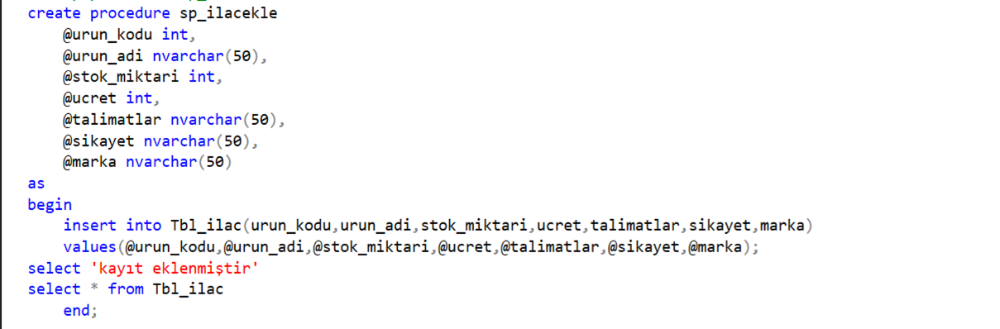 create procedure sp_ilacekle
@urun_kodu int,
@urun_adi nvarchar(50),
@stok_miktari int,
@ucret int,
@talimatlar nvarchar(50),
@sikayet nvarchar(50),
@marka nvarchar(50)
as
begin
insert into Tbl_ilac(urun_kodu,urun_adi,stok_miktari,ucret,talimatlar,sikayet,marka)
values(@urun_kodu,@urun_adi,@stok_miktari,@ucret,@talimatlar,@sikayet,@marka);
select 'kayıt eklenmiştir'
select * from Tbl_ilac
end;